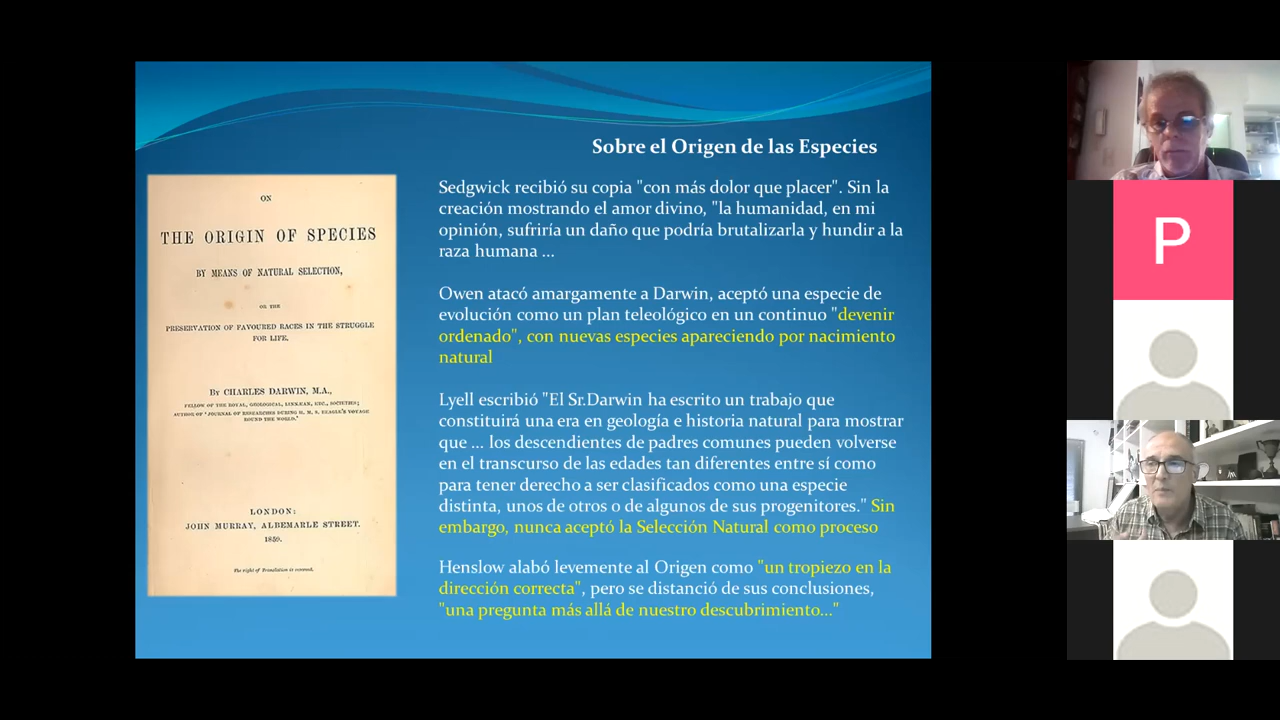 Sobre el Origen de las Especies
ON
THE ORIGIN OF SPECIES
BY MEANS OF NATURAL SELECTION,
OR THE
PRESERVATION OF FAVOURED RACES IN THE STRUGGLE
FOR LIFE.
BY CHARLES DARWIN, M.A.,
FELLOW OF THE ROYAL, GEOLOGICAL, LINNÆAN, ETC., SOCIETIES;
AUTHOR OF 'JOURNAL OF RESEARCHES DURING H. M. S. BEAGLE'S VOYAGE
ROUND THE WORLD.'
LONDON:
JOHN MURRAY, ALBEMARLE STREET.
1859.
The right of Translation is reserved.
Sedgwick recibió su copia "con más dolor que placer". Sin la
creación mostrando el amor divino, "la humanidad, en mi
opinión, sufriría un daño que podría brutalizarla y hundir a la
raza humana ...
Owen atacó amargamente a Darwin, aceptó una especie de
evolución como un plan teleológico en un continuo "devenir
ordenado", con nuevas especies apareciendo por nacimiento
natural
Lyell escribió "El Sr.Darwin ha escrito un trabajo que
constituirá una era en geología e historia natural para mostrar
que ... los descendientes de padres comunes pueden volverse
en el transcurso de las edades tan diferentes entre sí como
para tener derecho a ser clasificados como una especie
distinta, unos de otros o de algunos de sus progenitores." Sin
embargo, nunca aceptó la Selección Natural como proceso
Henslow alabó levemente al Origen como "un tropiezo en la
dirección correcta", pero se distanció de sus conclusiones,
"una pregunta más allá de nuestro descubrimiento..."
P